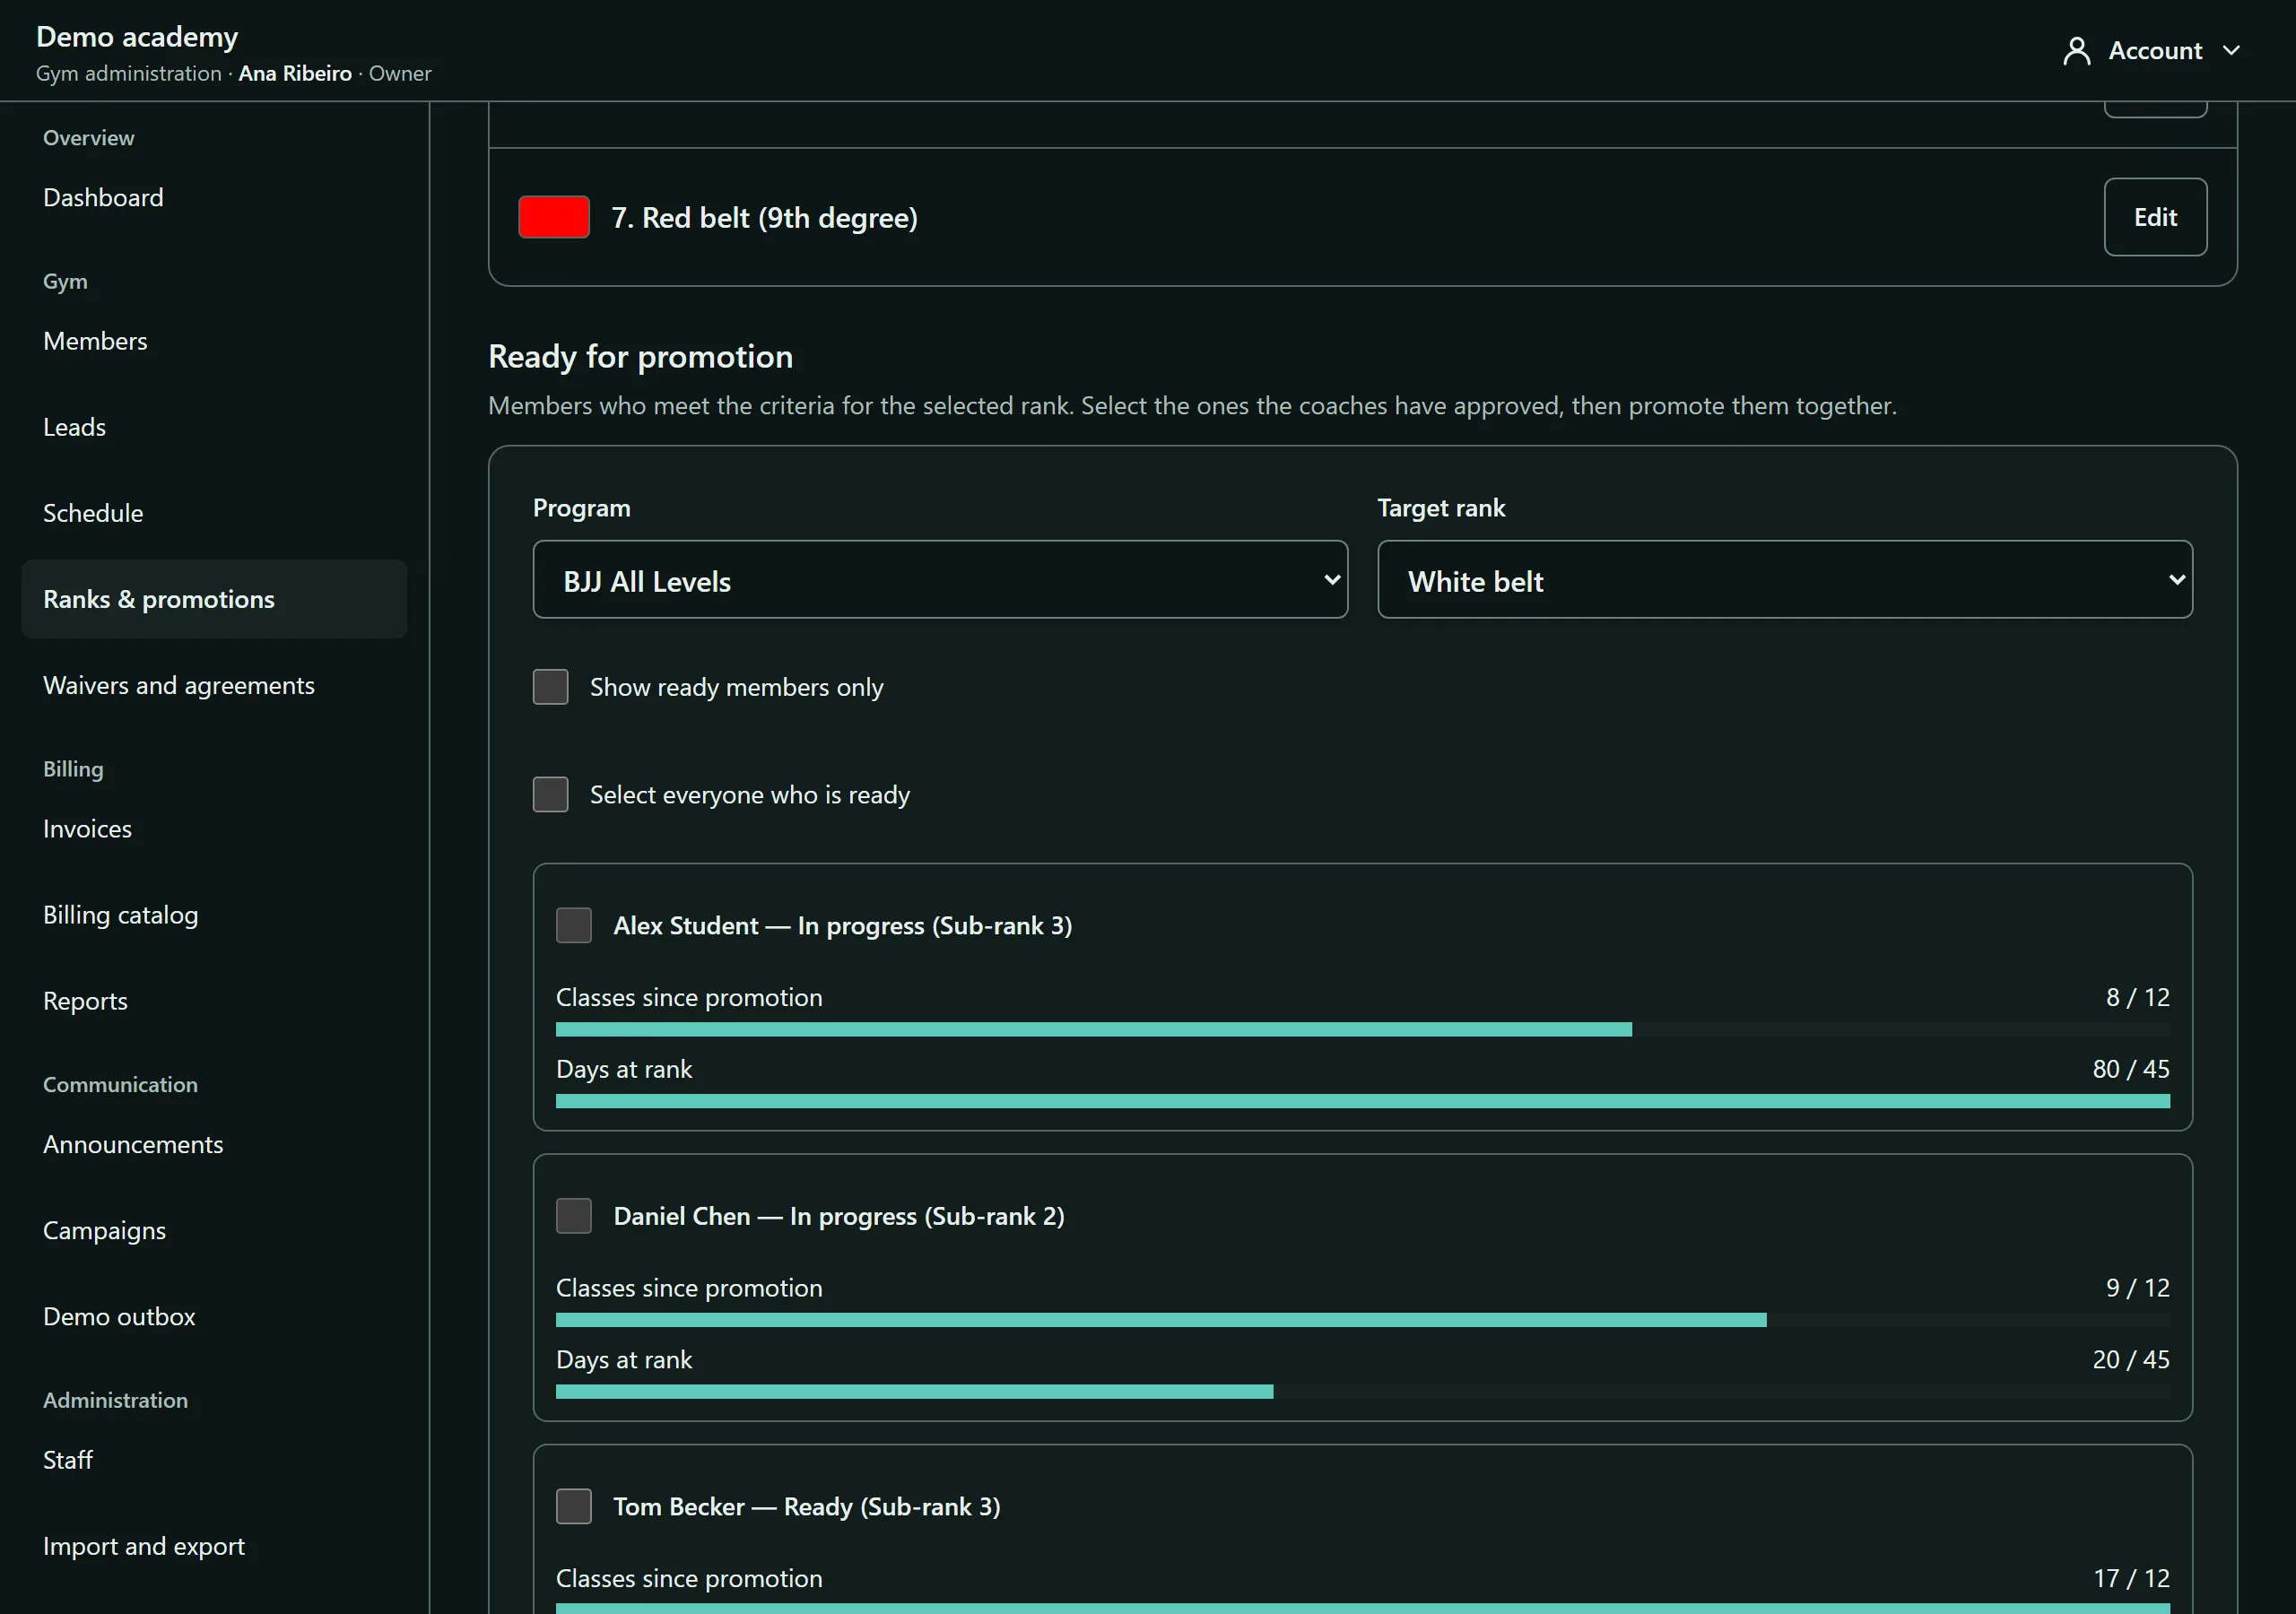 Demo academy
Gym administration · Ana Ribeiro · Owner
Account
Overview
Dashboard
Gym
Members
Leads
Schedule
Ranks & promotions
Waivers and agreements
Billing
Invoices
Billing catalog
Reports
Communication
Announcements
Campaigns
Demo outbox
Administration
Staff
Import and export
7. Red belt (9th degree)
Edit
Ready for promotion
Members who meet the criteria for the selected rank. Select the ones the coaches have approved, then promote them together.
Program
Target rank
BJJ All Levels
White belt
Show ready members only
Select everyone who is ready
Alex Student — In progress (Sub-rank 3)
Classes since promotion 8 / 12
Days at rank 80 / 45
Daniel Chen — In progress (Sub-rank 2)
Classes since promotion 9 / 12
Days at rank 20 / 45
Tom Becker — Ready (Sub-rank 3)
Classes since promotion 17 / 12